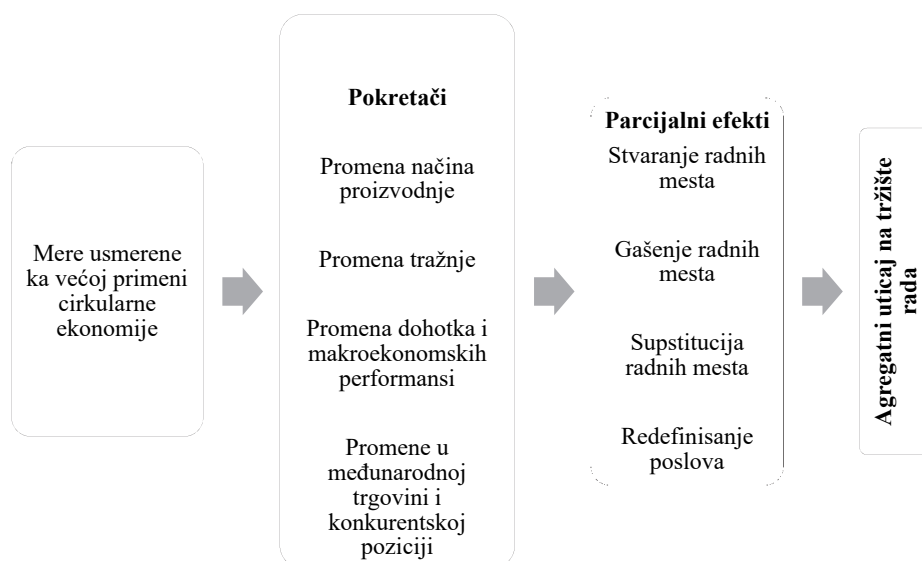 Mere usmerene
ka većoj primeni
cirkularne
ekonomije
Pokretači
Promena načina
proizvodnje
Promena tražnje
Promena dohotka i
makroekonomskih
performansi
Promene u
međunarodnoj
trgovini i
konkurentskoj
poziciji
Parcijalni efekti
Stvaranje radnih
mesta
Gašenje radnih
mesta
Supstitucija
radnih mesta
Redefinisanje
poslova
Agregatni uticaj na tržište
rada